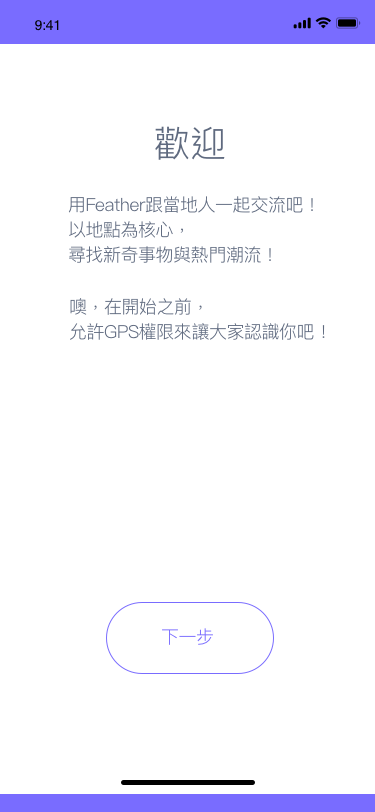 9:41
歡迎
用Feather跟當地人一起交流吧！
以地點為核心，
尋找新奇事物與熱門潮流！
噢，在開始之前，
允許GPS權限來讓大家認識你吧！
下一步